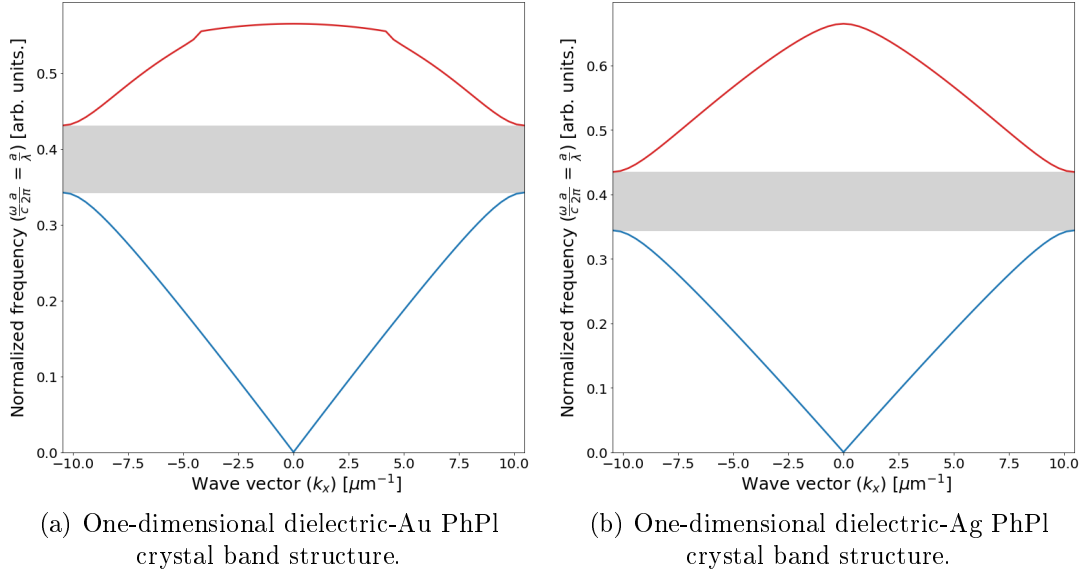 Normalized frequency (ω/c a/2π = a/λ) [arb. units.]
0.5
0.4
0.3
0.2
0.1
0.0
−10.0 −7.5 −5.0 −2.5 0.0 2.5 5.0 7.5 10.0
Wave vector (kₓ) [μm⁻¹]
(a) One-dimensional dielectric-Au PhPl
crystal band structure.
Normalized frequency (ω/c a/2π = a/λ) [arb. units.]
0.6
0.5
0.4
0.3
0.2
0.1
0.0
−10.0 −7.5 −5.0 −2.5 0.0 2.5 5.0 7.5 10.0
Wave vector (kₓ) [μm⁻¹]
(b) One-dimensional dielectric-Ag PhPl
crystal band structure.